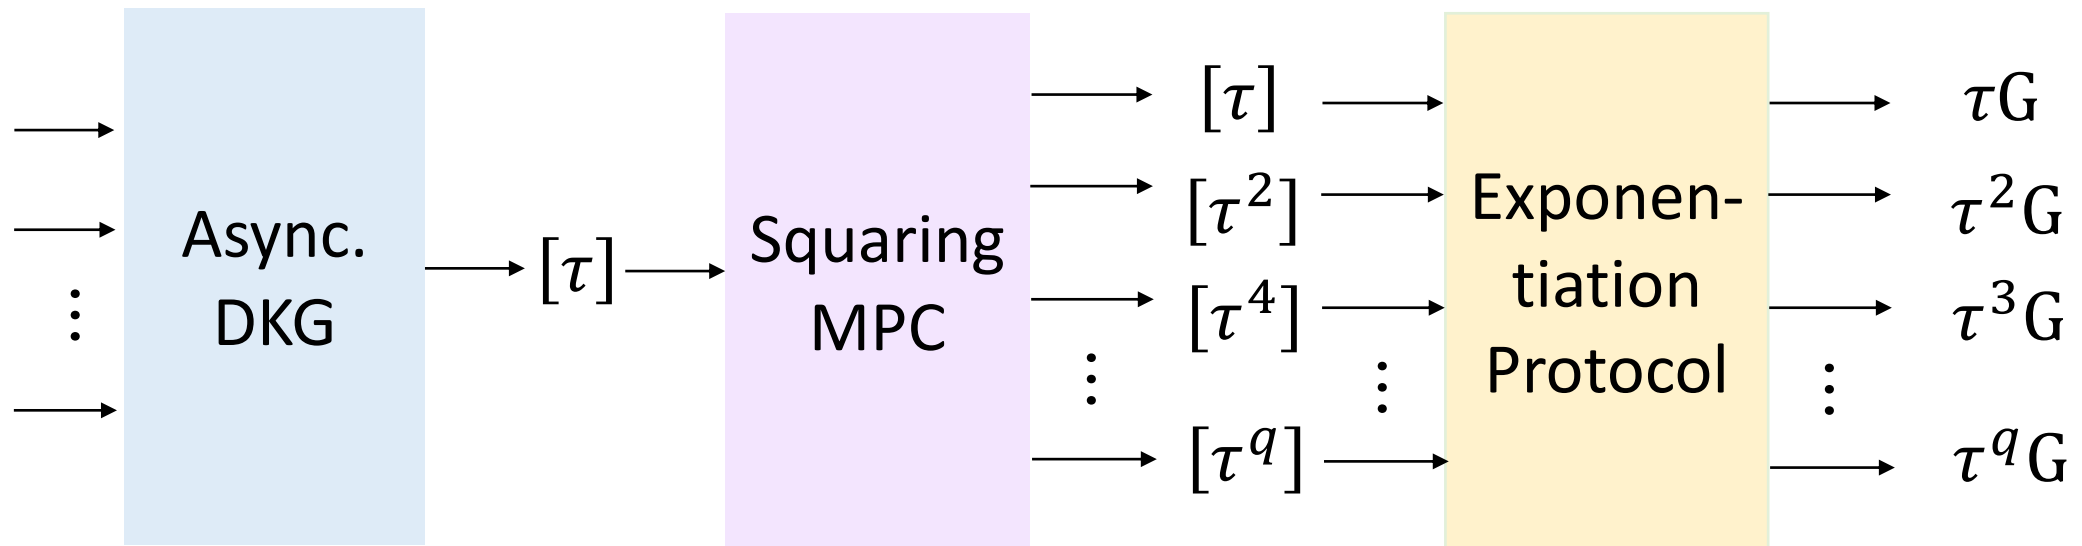 Async.
DKG
[τ]
Squaring
MPC
[τ]
[τ²]
[τ⁴]
⋮
[τ^q]
Exponen-
tiation
Protocol
τG
τ²G
τ³G
⋮
τ^qG